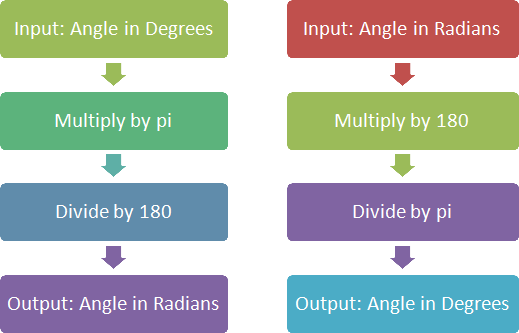 Input: Angle in Degrees
Multiply by pi
Divide by 180
Output: Angle in Radians
Input: Angle in Radians
Multiply by 180
Divide by pi
Output: Angle in Degrees